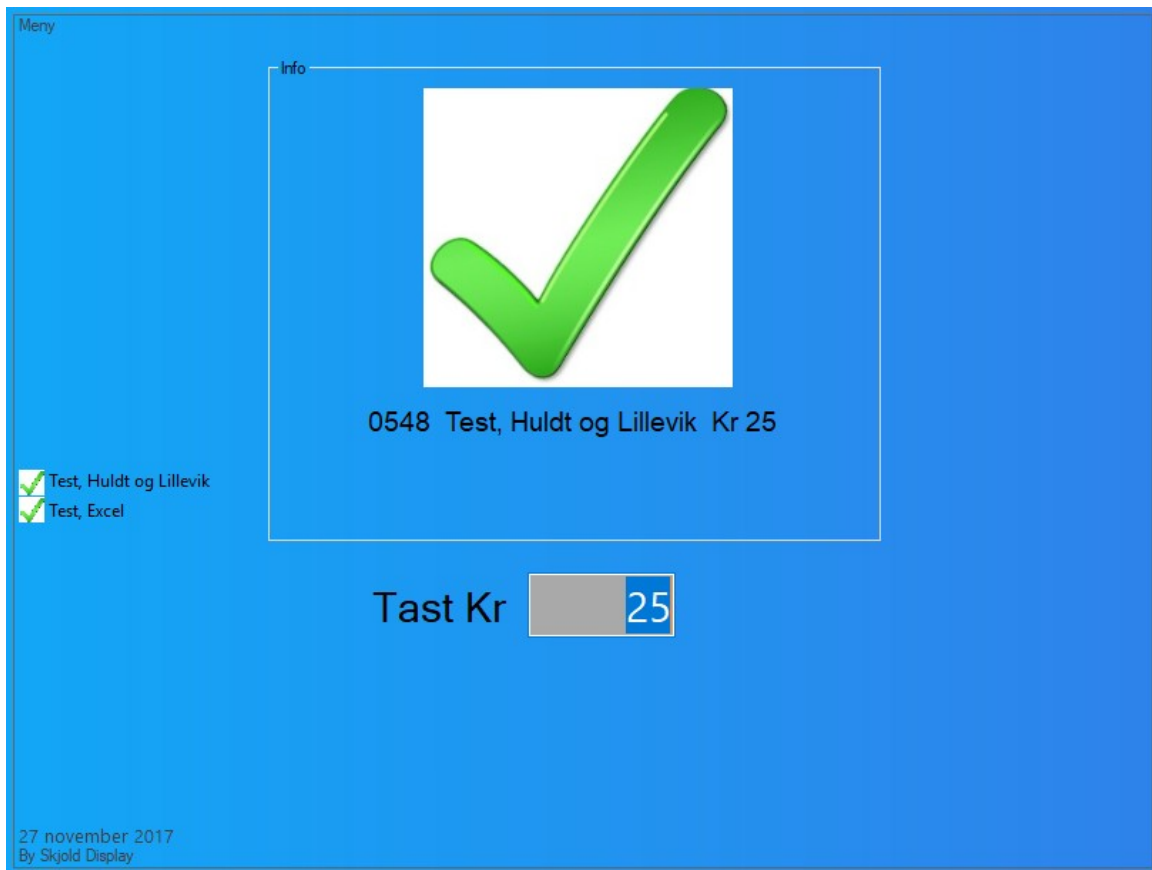 Meny
Info
0548 Test, Huldt og Lillevik Kr 25
Test, Huldt og Lillevik
Test, Excel
Tast Kr 25
27 november 2017
By Skjold Display